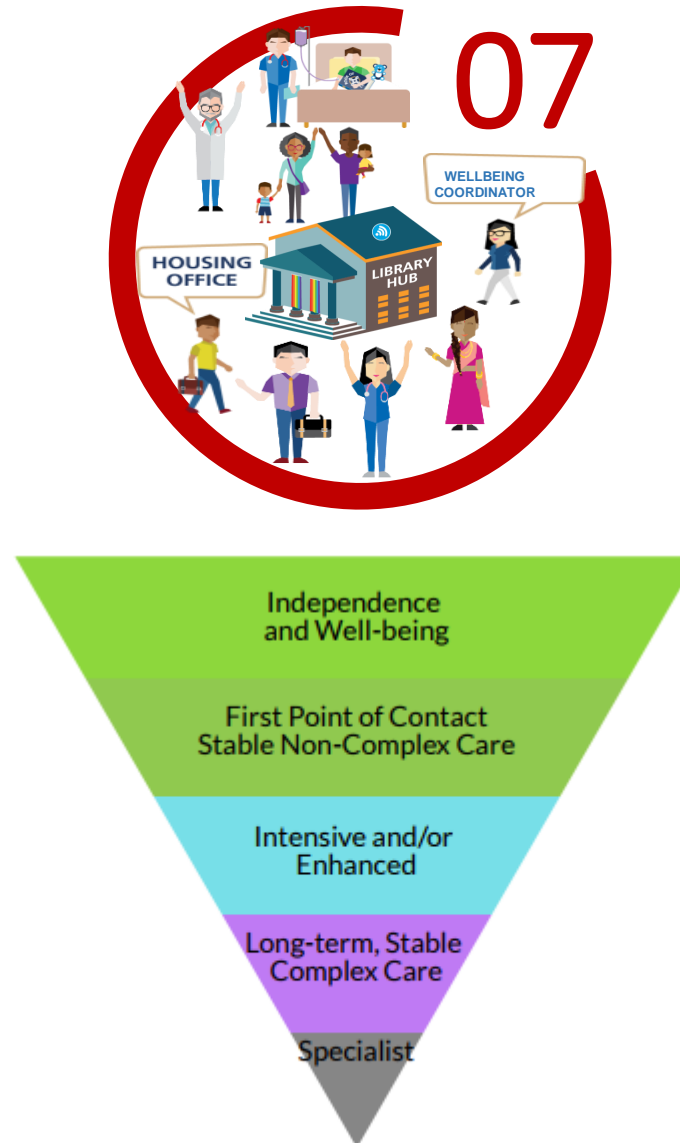 07
WELLBEING
COORDINATOR
HOUSING
OFFICE
LIBRARY
HUB
Independence
and Well-being
First Point of Contact
Stable Non-Complex Care
Intensive and/or
Enhanced
Long-term, Stable
Complex Care
Specialist